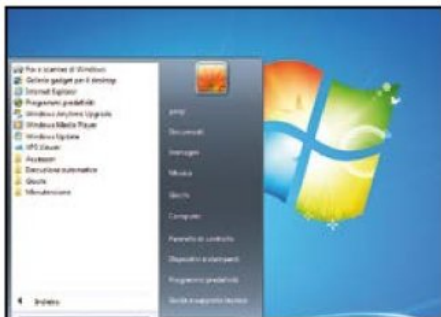 Fax e scanner di Windows
Galleria gadget per il desktop
Internet Explorer
Programmi predefiniti
Windows Anytime Upgrade
Windows Media Player
Windows Update
XPS Viewer
Accessori
Esecuzione automatica
Giochi
Manutenzione
Indietro
Documenti
Immagini
Musica
Giochi
Computer
Pannello di controllo
Dispositivi e stampanti
Programmi predefiniti
Guida e supporto tecnico